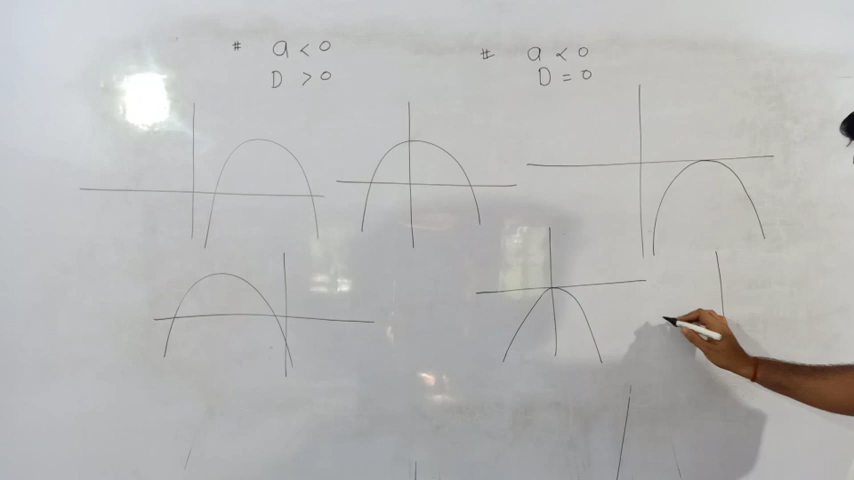 # a < 0
D > 0
# a < 0
D = 0